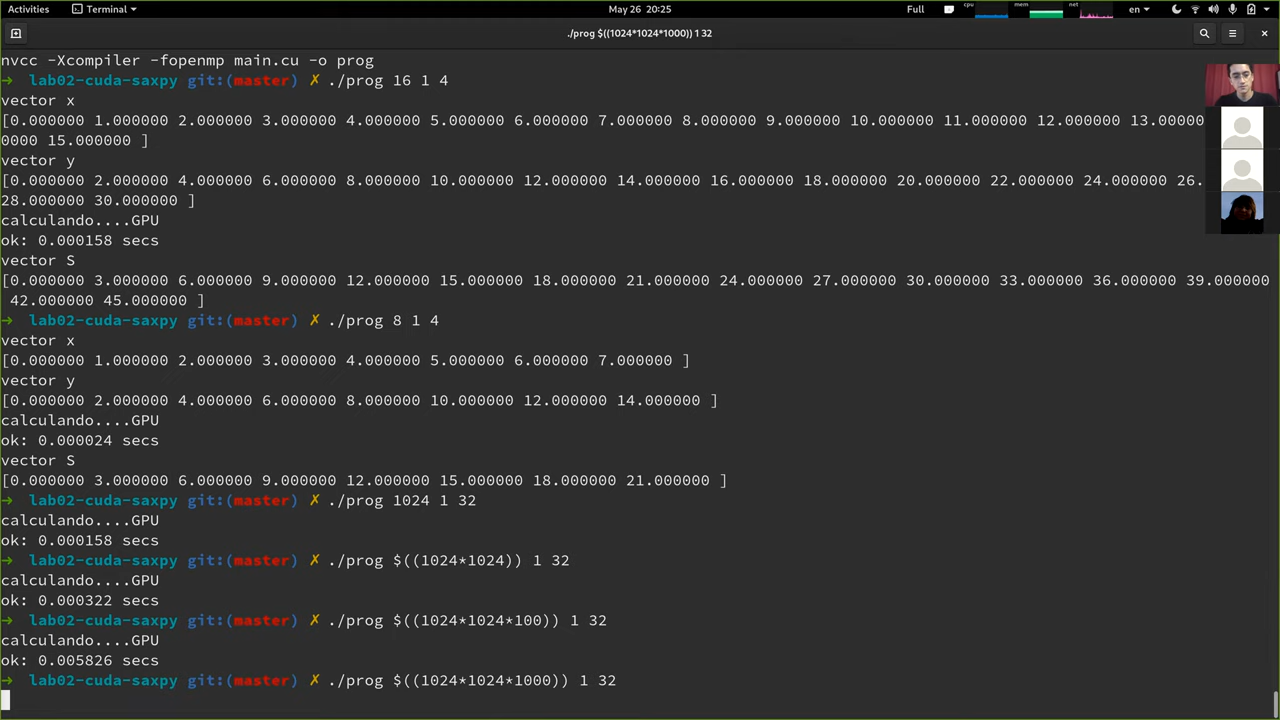 Activities Terminal May 26 20:25 Full cpu mem net en
./prog $((1024*1024*1000)) 1 32
nvcc -Xcompiler -fopenmp main.cu -o prog
→ lab02-cuda-saxpy git:(master) ✗ ./prog 16 1 4
vector x
[0.000000 1.000000 2.000000 3.000000 4.000000 5.000000 6.000000 7.000000 8.000000 9.000000 10.000000 11.000000 12.000000 13.0000
0000 15.000000 ]
vector y
[0.000000 2.000000 4.000000 6.000000 8.000000 10.000000 12.000000 14.000000 16.000000 18.000000 20.000000 22.000000 24.000000 26.
28.000000 30.000000 ]
calculando....GPU
ok: 0.000158 secs
vector S
[0.000000 3.000000 6.000000 9.000000 12.000000 15.000000 18.000000 21.000000 24.000000 27.000000 30.000000 33.000000 36.000000 39.000000
42.000000 45.000000 ]
→ lab02-cuda-saxpy git:(master) ✗ ./prog 8 1 4
vector x
[0.000000 1.000000 2.000000 3.000000 4.000000 5.000000 6.000000 7.000000 ]
vector y
[0.000000 2.000000 4.000000 6.000000 8.000000 10.000000 12.000000 14.000000 ]
calculando....GPU
ok: 0.000024 secs
vector S
[0.000000 3.000000 6.000000 9.000000 12.000000 15.000000 18.000000 21.000000 ]
→ lab02-cuda-saxpy git:(master) ✗ ./prog 1024 1 32
calculando....GPU
ok: 0.000158 secs
→ lab02-cuda-saxpy git:(master) ✗ ./prog $((1024*1024)) 1 32
calculando....GPU
ok: 0.000322 secs
→ lab02-cuda-saxpy git:(master) ✗ ./prog $((1024*1024*100)) 1 32
calculando....GPU
ok: 0.005826 secs
→ lab02-cuda-saxpy git:(master) ✗ ./prog $((1024*1024*1000)) 1 32